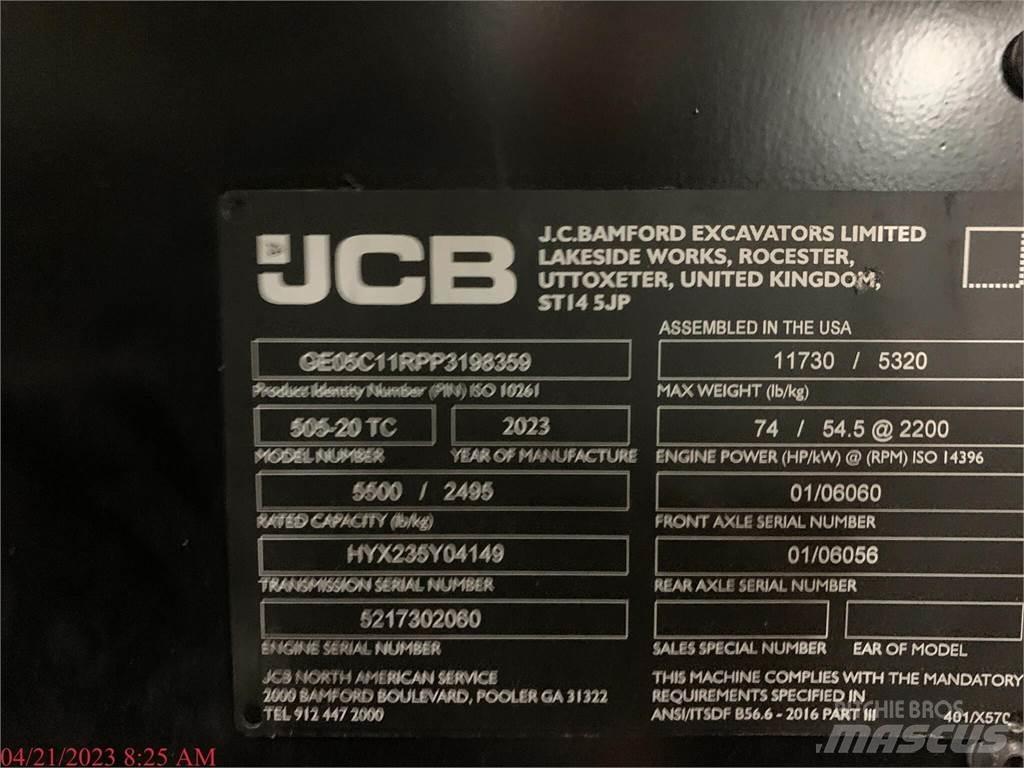 JCB
J.C.BAMFORD EXCAVATORS LIMITED
LAKESIDE WORKS, ROCESTER,
UTTOXETER, UNITED KINGDOM,
ST14 5JP
ASSEMBLED IN THE USA
GE05C11RPP3198359
Product Identity Number (PIN) ISO 10261
11730 / 5320
MAX WEIGHT (lb/kg)
505-20 TC
MODEL NUMBER
2023
YEAR OF MANUFACTURE
74 / 54.5 @ 2200
ENGINE POWER (HP/kW) @ (RPM) ISO 14396
5500 / 2495
RATED CAPACITY (lb/kg)
01/06060
FRONT AXLE SERIAL NUMBER
HYX235Y04149
TRANSMISSION SERIAL NUMBER
01/06056
REAR AXLE SERIAL NUMBER
5217302060
ENGINE SERIAL NUMBER
SALES SPECIAL NUMBER
EAR OF MODEL
JCB NORTH AMERICAN SERVICE
2000 BAMFORD BOULEVARD, POOLER GA 31322
TEL 912 447 2000
THIS MACHINE COMPLIES WITH THE MANDATORY
REQUIREMENTS SPECIFIED IN
ANSI/ITSDF B56.6 - 2016 PART III
401/X570
RITCHIE BROS
MASCUS
04/21/2023 8:25 AM